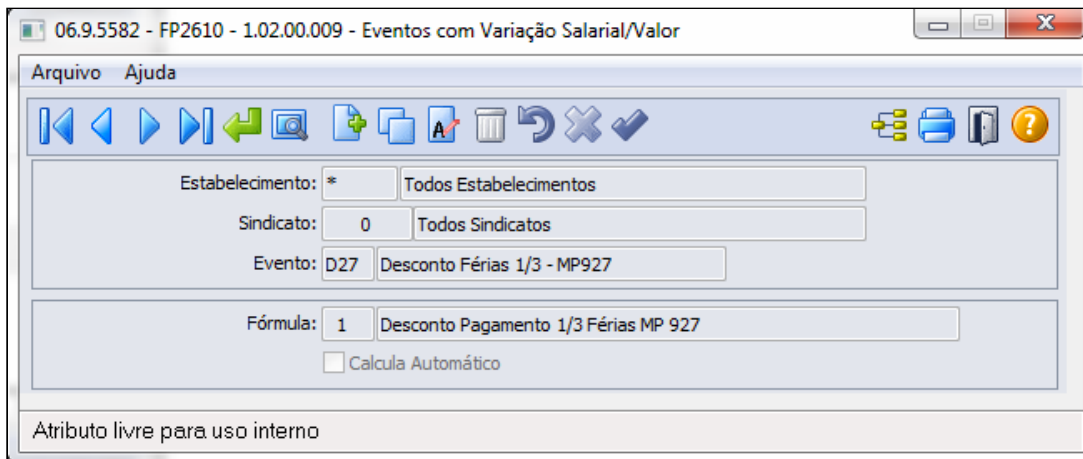 06.9.5582 - FP2610 - 1.02.00.009 - Eventos com Variação Salarial/Valor
Arquivo Ajuda
Estabelecimento: * Todos Estabelecimentos
Sindicato: 0 Todos Sindicatos
Evento: D27 Desconto Férias 1/3 - MP927
Fórmula: 1 Desconto Pagamento 1/3 Férias MP 927
Calcula Automático
Atributo livre para uso interno